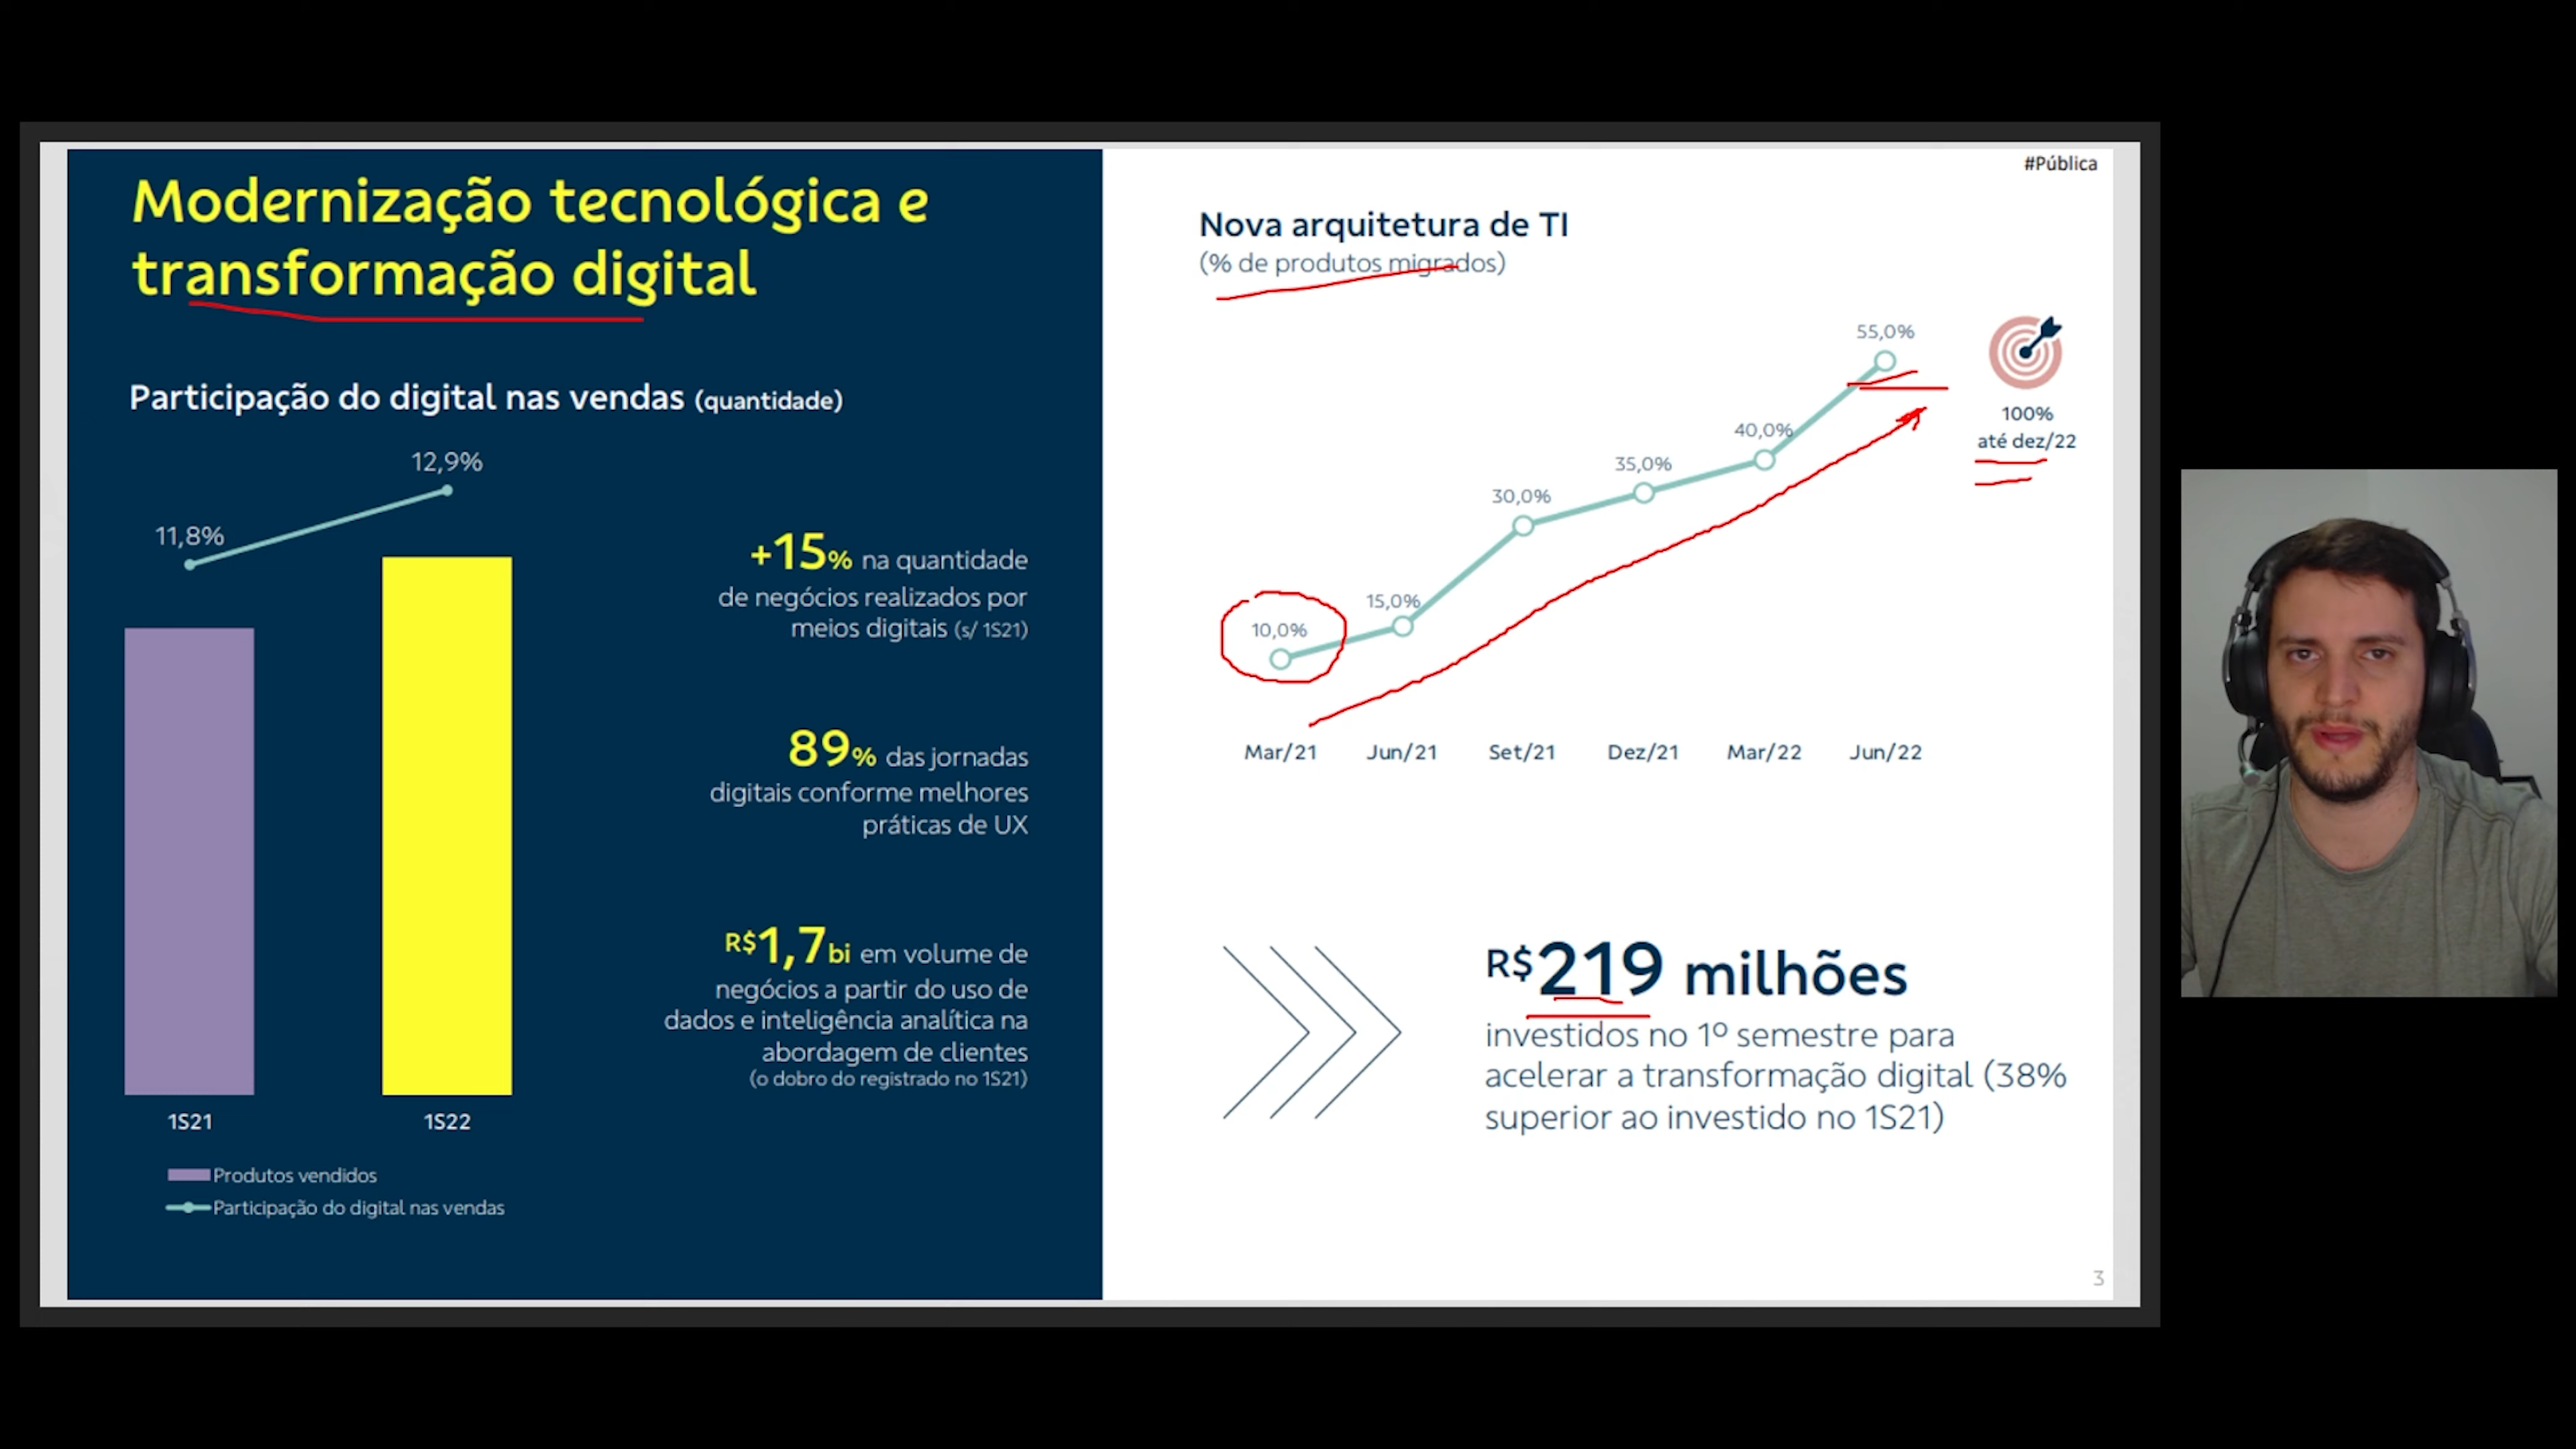 Modernização tecnológica e
transformação digital
Participação do digital nas vendas (quantidade)
12,9%
11,8%
1S21
1S22
Produtos vendidos
Participação do digital nas vendas
+15% na quantidade
de negócios realizados por
meios digitais (s/ 1S21)
89% das jornadas
digitais conforme melhores
práticas de UX
R$1,7bi em volume de
negócios a partir do uso de
dados e inteligência analítica na
abordagem de clientes
(o dobro do registrado no 1S21)
#Pública
Nova arquitetura de TI
(% de produtos migrados)
55,0%
40,0%
35,0%
30,0%
15,0%
10,0%
100%
até dez/22
Mar/21 Jun/21 Set/21 Dez/21 Mar/22 Jun/22
R$219 milhões
investidos no 1º semestre para
acelerar a transformação digital (38%
superior ao investido no 1S21)
3